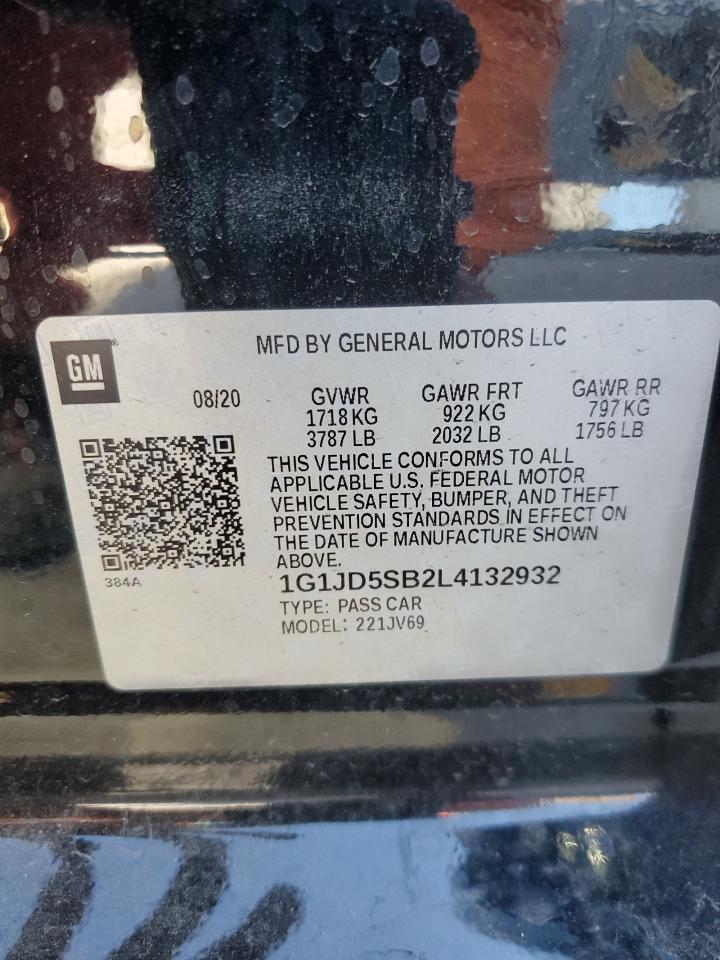 GM
MFD BY GENERAL MOTORS LLC
08/20
GVWR GAWR FRT GAWR RR
1718 KG 922 KG 797 KG
3787 LB 2032 LB 1756 LB
THIS VEHICLE CONFORMS TO ALL
APPLICABLE U.S. FEDERAL MOTOR
VEHICLE SAFETY, BUMPER, AND THEFT
PREVENTION STANDARDS IN EFFECT ON
THE DATE OF MANUFACTURE SHOWN
ABOVE.
384A
1G1JD5SB2L4132932
TYPE: PASS CAR
MODEL: 221JV69